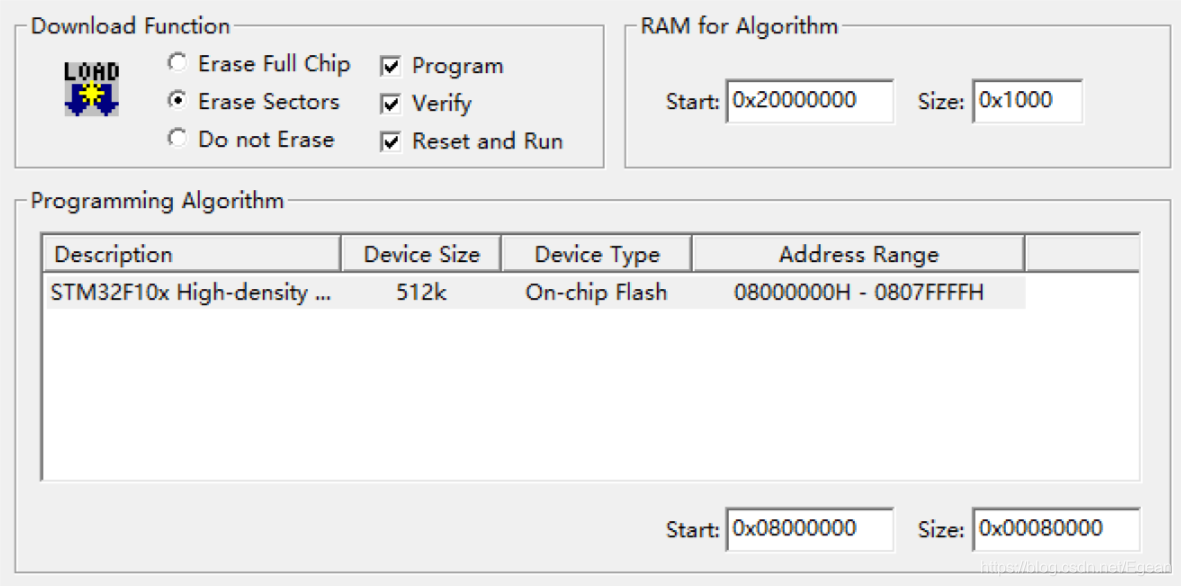 Download Function
LOAD
Erase Full Chip
Erase Sectors
Do not Erase
Program
Verify
Reset and Run
RAM for Algorithm
Start: 0x20000000 Size: 0x1000
Programming Algorithm
Description Device Size Device Type Address Range
STM32F10x High-density ... 512k On-chip Flash 08000000H - 0807FFFFH
Start: 0x08000000 Size: 0x00080000
https://blog.csdn.net/Egean